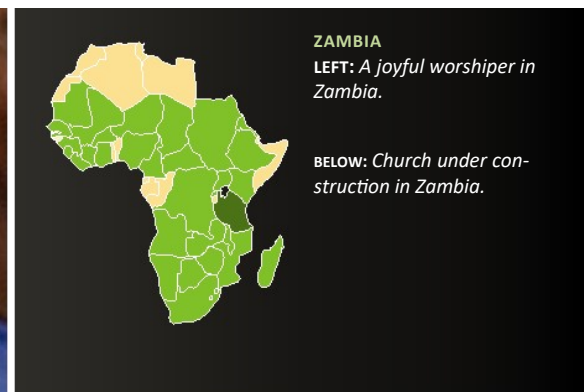 ZAMBIA
LEFT: A joyful worshiper in
Zambia.
BELOW: Church under con-
struction in Zambia.